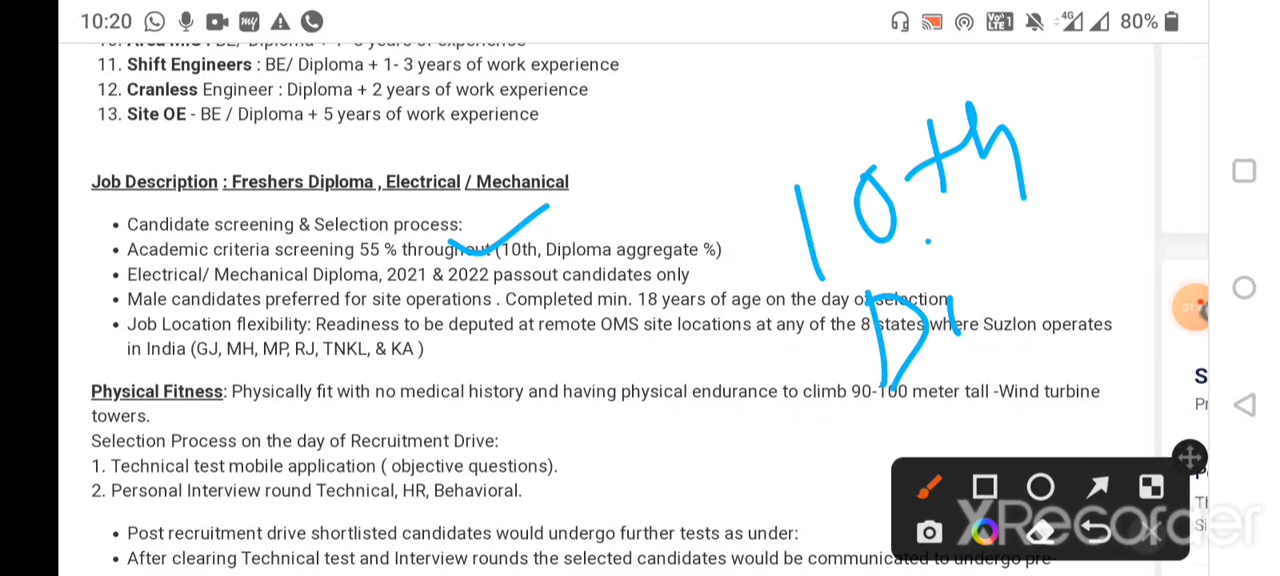 10:20 my VoLTE1 4G 80%
11. Shift Engineers : BE/ Diploma + 1- 3 years of work experience
12. Cranless Engineer : Diploma + 2 years of work experience
13. Site OE - BE / Diploma + 5 years of work experience
10th
Job Description : Freshers Diploma , Electrical / Mechanical
• Candidate screening & Selection process:
• Academic criteria screening 55 % throughout (10th, Diploma aggregate %)
• Electrical/ Mechanical Diploma, 2021 & 2022 passout candidates only
• Male candidates preferred for site operations . Completed min. 18 years of age on the day of selection
• Job Location flexibility: Readiness to be deputed at remote OMS site locations at any of the 8 states where Suzlon operates
in India (GJ, MH, MP, RJ, TNKL, & KA )
DI
Physical Fitness: Physically fit with no medical history and having physical endurance to climb 90-100 meter tall -Wind turbine
towers.
Selection Process on the day of Recruitment Drive:
1. Technical test mobile application ( objective questions).
2. Personal Interview round Technical, HR, Behavioral.
• Post recruitment drive shortlisted candidates would undergo further tests as under:
• After clearing Technical test and Interview rounds the selected candidates would be communicated to undergo pre-
XRecorder